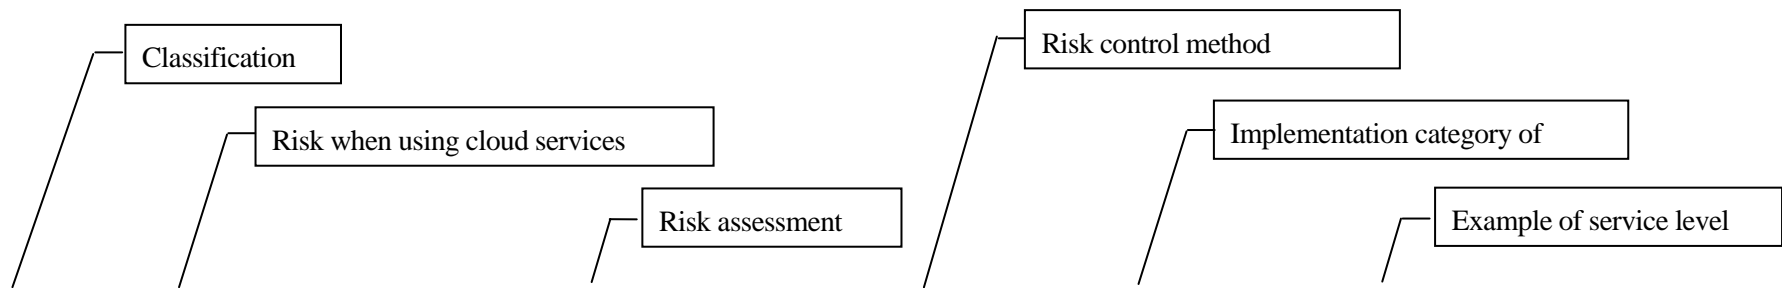 Classification
Risk when using cloud services
Risk assessment
Risk control method
Implementation category of
Example of service level